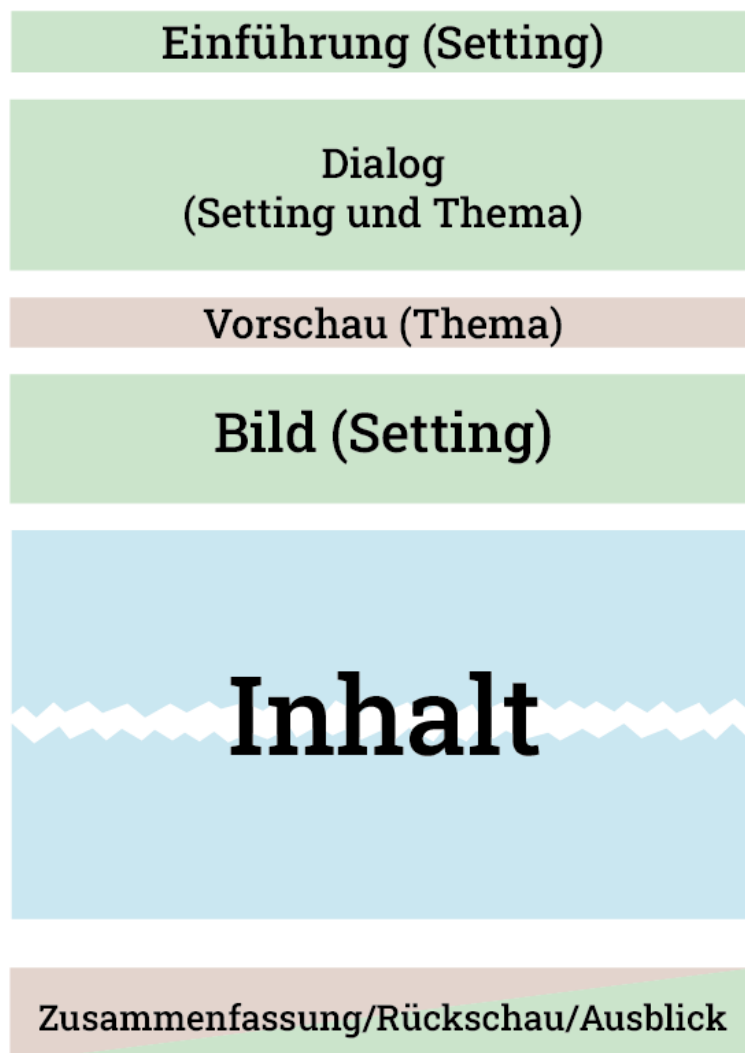 Einführung (Setting)
Dialog
(Setting und Thema)
Vorschau (Thema)
Bild (Setting)
Inhalt
Zusammenfassung/Rückschau/Ausblick